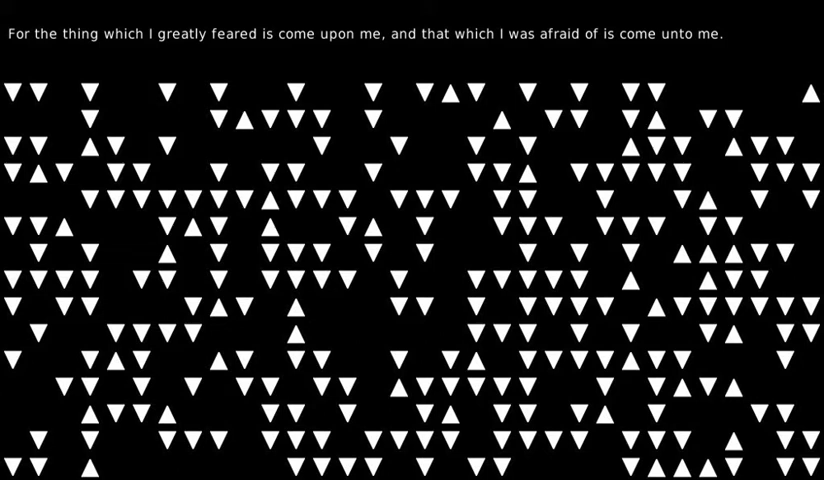 For the thing which I greatly feared is come upon me, and that which I was afraid of is come unto me.